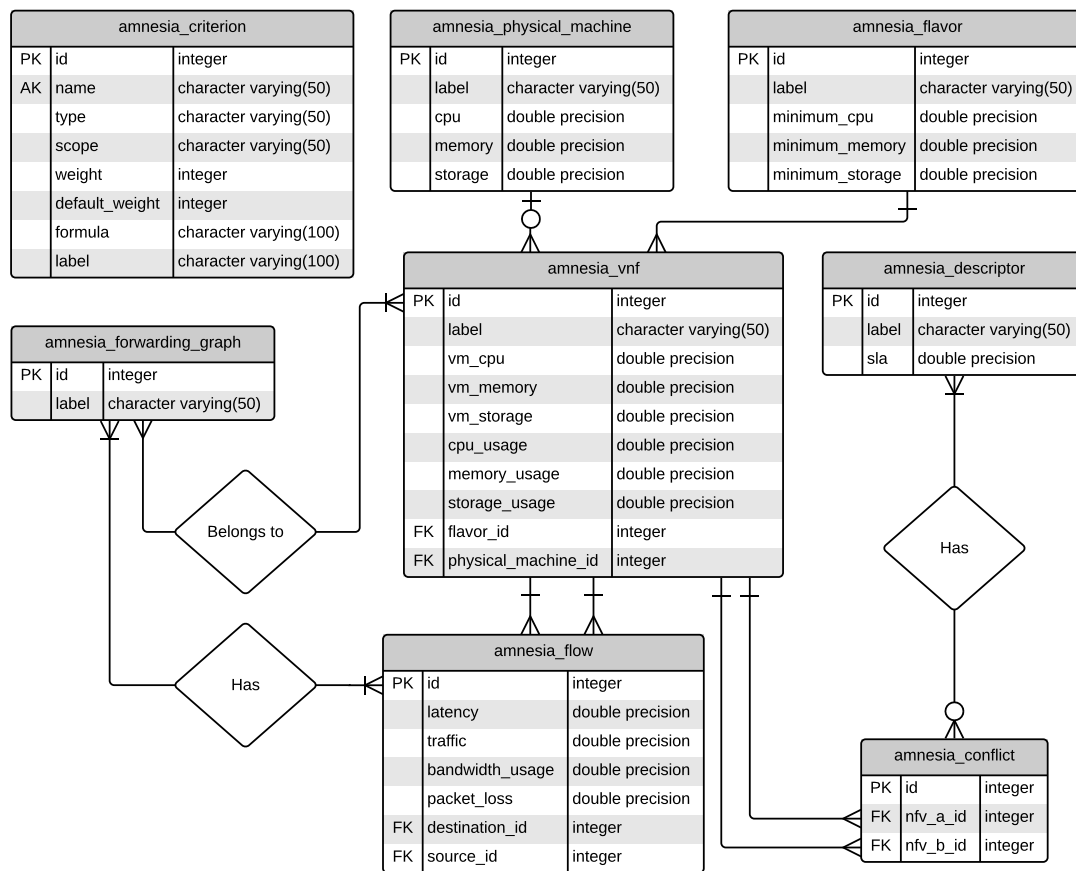 amnesia_criterion
PK id integer
AK name character varying(50)
type character varying(50)
scope character varying(50)
weight integer
default_weight integer
formula character varying(100)
label character varying(100)
amnesia_physical_machine
PK id integer
label character varying(50)
cpu double precision
memory double precision
storage double precision
amnesia_flavor
PK id integer
label character varying(50)
minimum_cpu double precision
minimum_memory double precision
minimum_storage double precision
amnesia_vnf
PK id integer
label character varying(50)
vm_cpu double precision
vm_memory double precision
vm_storage double precision
cpu_usage double precision
memory_usage double precision
storage_usage double precision
FK flavor_id integer
FK physical_machine_id integer
amnesia_descriptor
PK id integer
label character varying(50)
sla double precision
amnesia_forwarding_graph
PK id integer
label character varying(50)
Belongs to
Has
Has
amnesia_flow
PK id integer
latency double precision
traffic double precision
bandwidth_usage double precision
packet_loss double precision
FK destination_id integer
FK source_id integer
amnesia_conflict
PK id integer
FK nfv_a_id integer
FK nfv_b_id integer